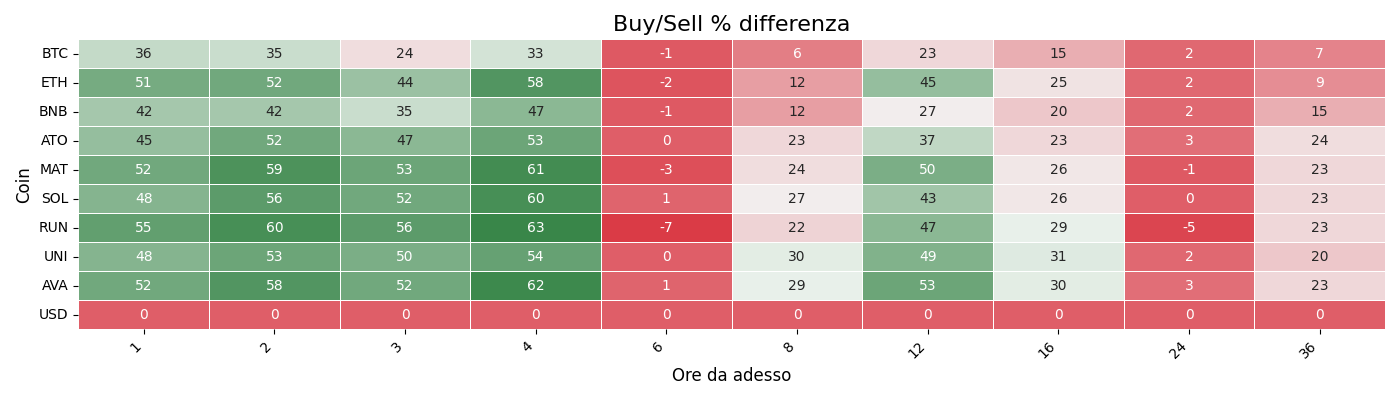 Buy/Sell % differenza
Coin
BTC 36 35 24 33 -1 6 23 15 2 7
ETH 51 52 44 58 -2 12 45 25 2 9
BNB 42 42 35 47 -1 12 27 20 2 15
ATO 45 52 47 53 0 23 37 23 3 24
MAT 52 59 53 61 -3 24 50 26 -1 23
SOL 48 56 52 60 1 27 43 26 0 23
RUN 55 60 56 63 -7 22 47 29 -5 23
UNI 48 53 50 54 0 30 49 31 2 20
AVA 52 58 52 62 1 29 53 30 3 23
USD 0 0 0 0 0 0 0 0 0 0
1 2 3 4 6 8 12 16 24 36
Ore da adesso